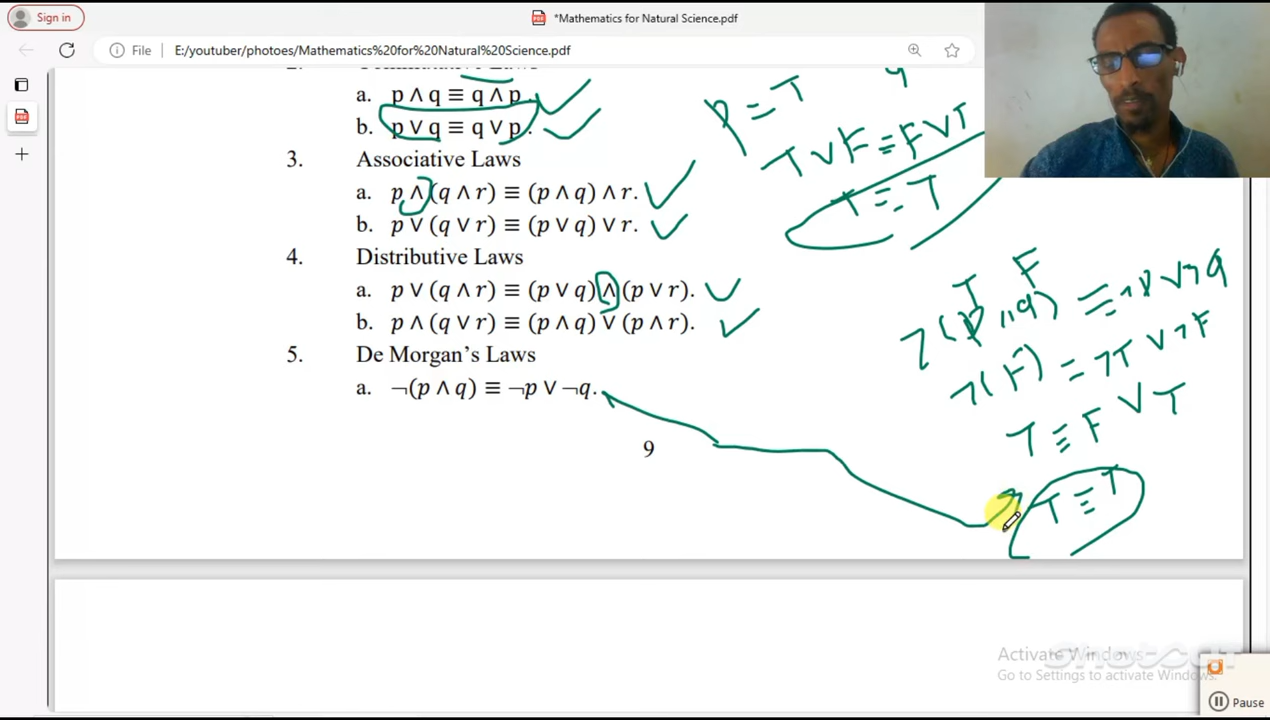 Sign in
*Mathematics for Natural Science.pdf
File E:/youtber/photoes/Mathematics%20for%20Natural%20Science.pdf
a. p ∧ q ≡ q ∧ p.
b. p ∨ q ≡ q ∨ p.
3. Associative Laws
a. p ∧ (q ∧ r) ≡ (p ∧ q) ∧ r.
b. p ∨ (q ∨ r) ≡ (p ∨ q) ∨ r.
4. Distributive Laws
a. p ∨ (q ∧ r) ≡ (p ∨ q) ∧ (p ∨ r).
b. p ∧ (q ∨ r) ≡ (p ∧ q) ∨ (p ∧ r).
5. De Morgan's Laws
a. ¬(p ∧ q) ≡ ¬p ∨ ¬q.
9
p = T
T ∨ F ≡ F ∨ T
T ≡ T
T F
¬(p ∧ q) ≡ ¬p ∨ ¬q
¬(F) = ¬T ∨ ¬F
T ≡ F ∨ T
T ≡ T
Activate Windows
Go to Settings to activate Windows.
Pause